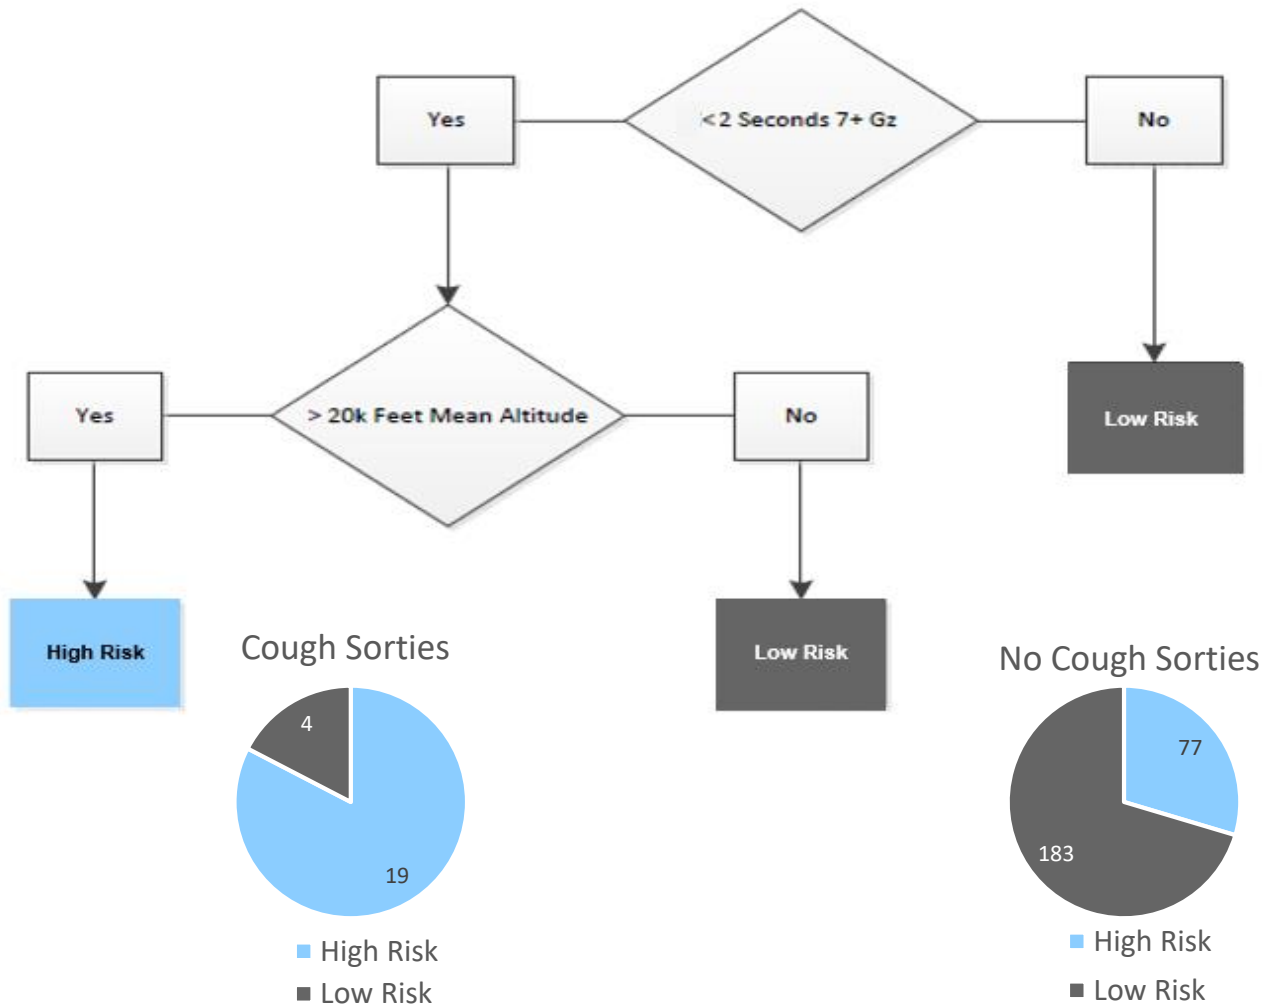 Yes
<2 Seconds 7+ Gz
No
Yes
> 20k Feet Mean Altitude
No
Low Risk
High Risk
Low Risk
Cough Sorties
4
19
High Risk
Low Risk
No Cough Sorties
77
183
High Risk
Low Risk